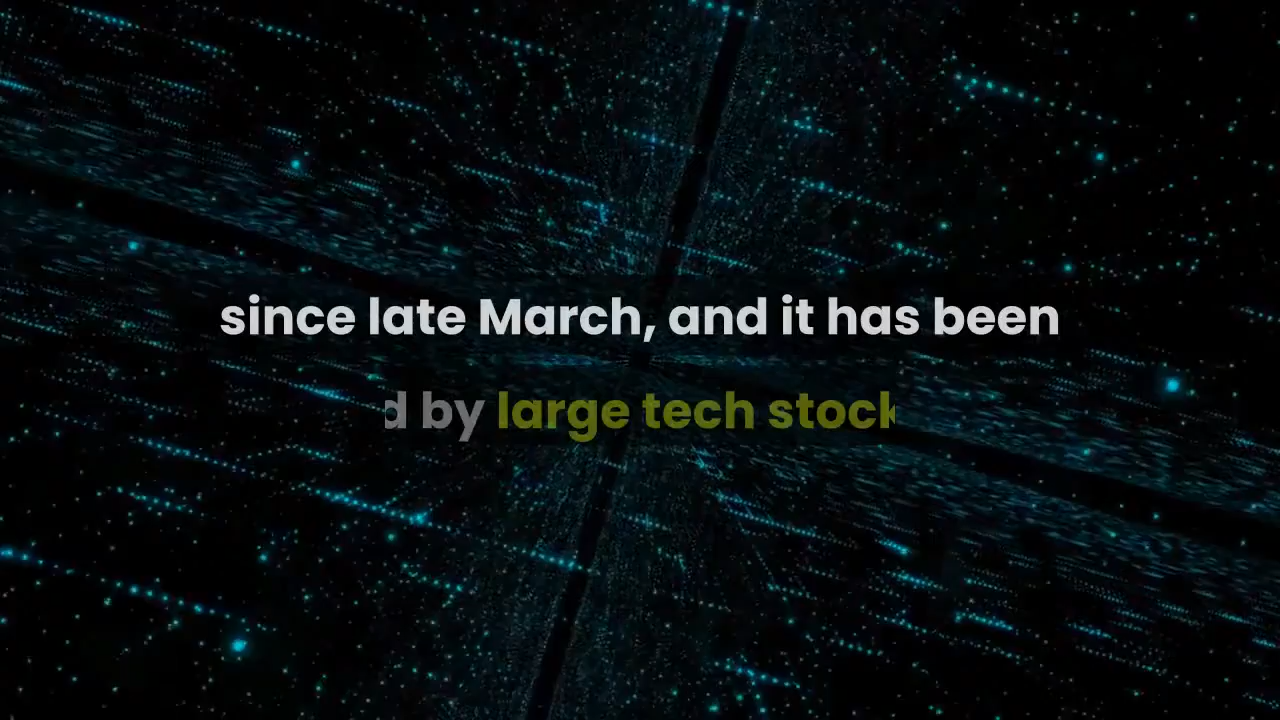 since late March, and it has been
d by large tech stock